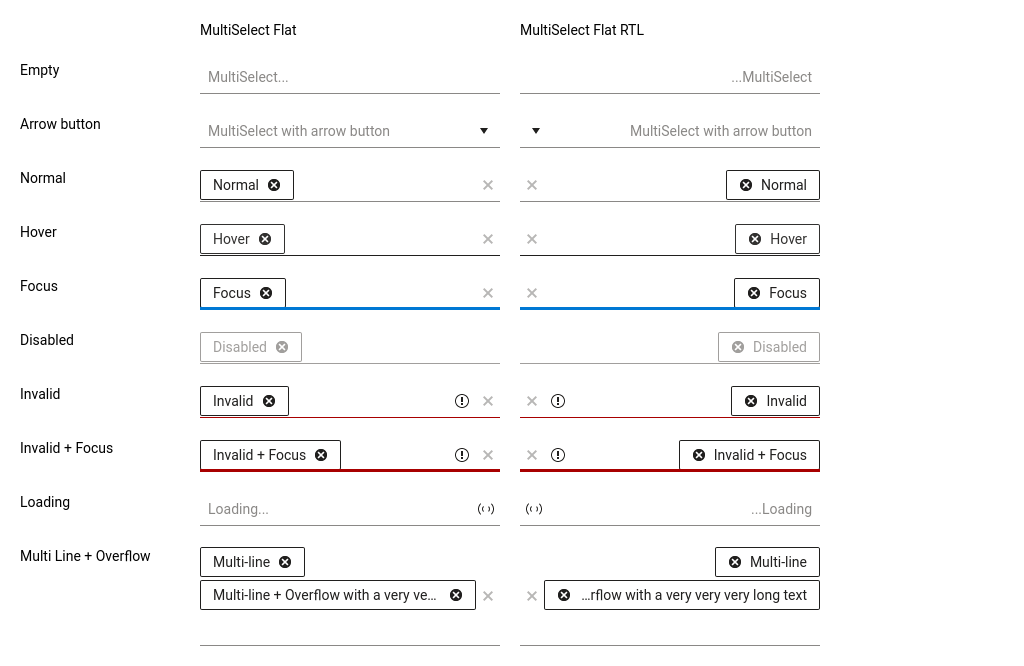 MultiSelect Flat MultiSelect Flat RTL
Empty MultiSelect... ...MultiSelect
Arrow button MultiSelect with arrow button MultiSelect with arrow button
Normal Normal Normal
Hover Hover Hover
Focus Focus Focus
Disabled Disabled Disabled
Invalid Invalid Invalid
Invalid + Focus Invalid + Focus Invalid + Focus
Loading Loading... ...Loading
Multi Line + Overflow Multi-line Multi-line
Multi-line + Overflow with a very ve... ...rflow with a very very very long text